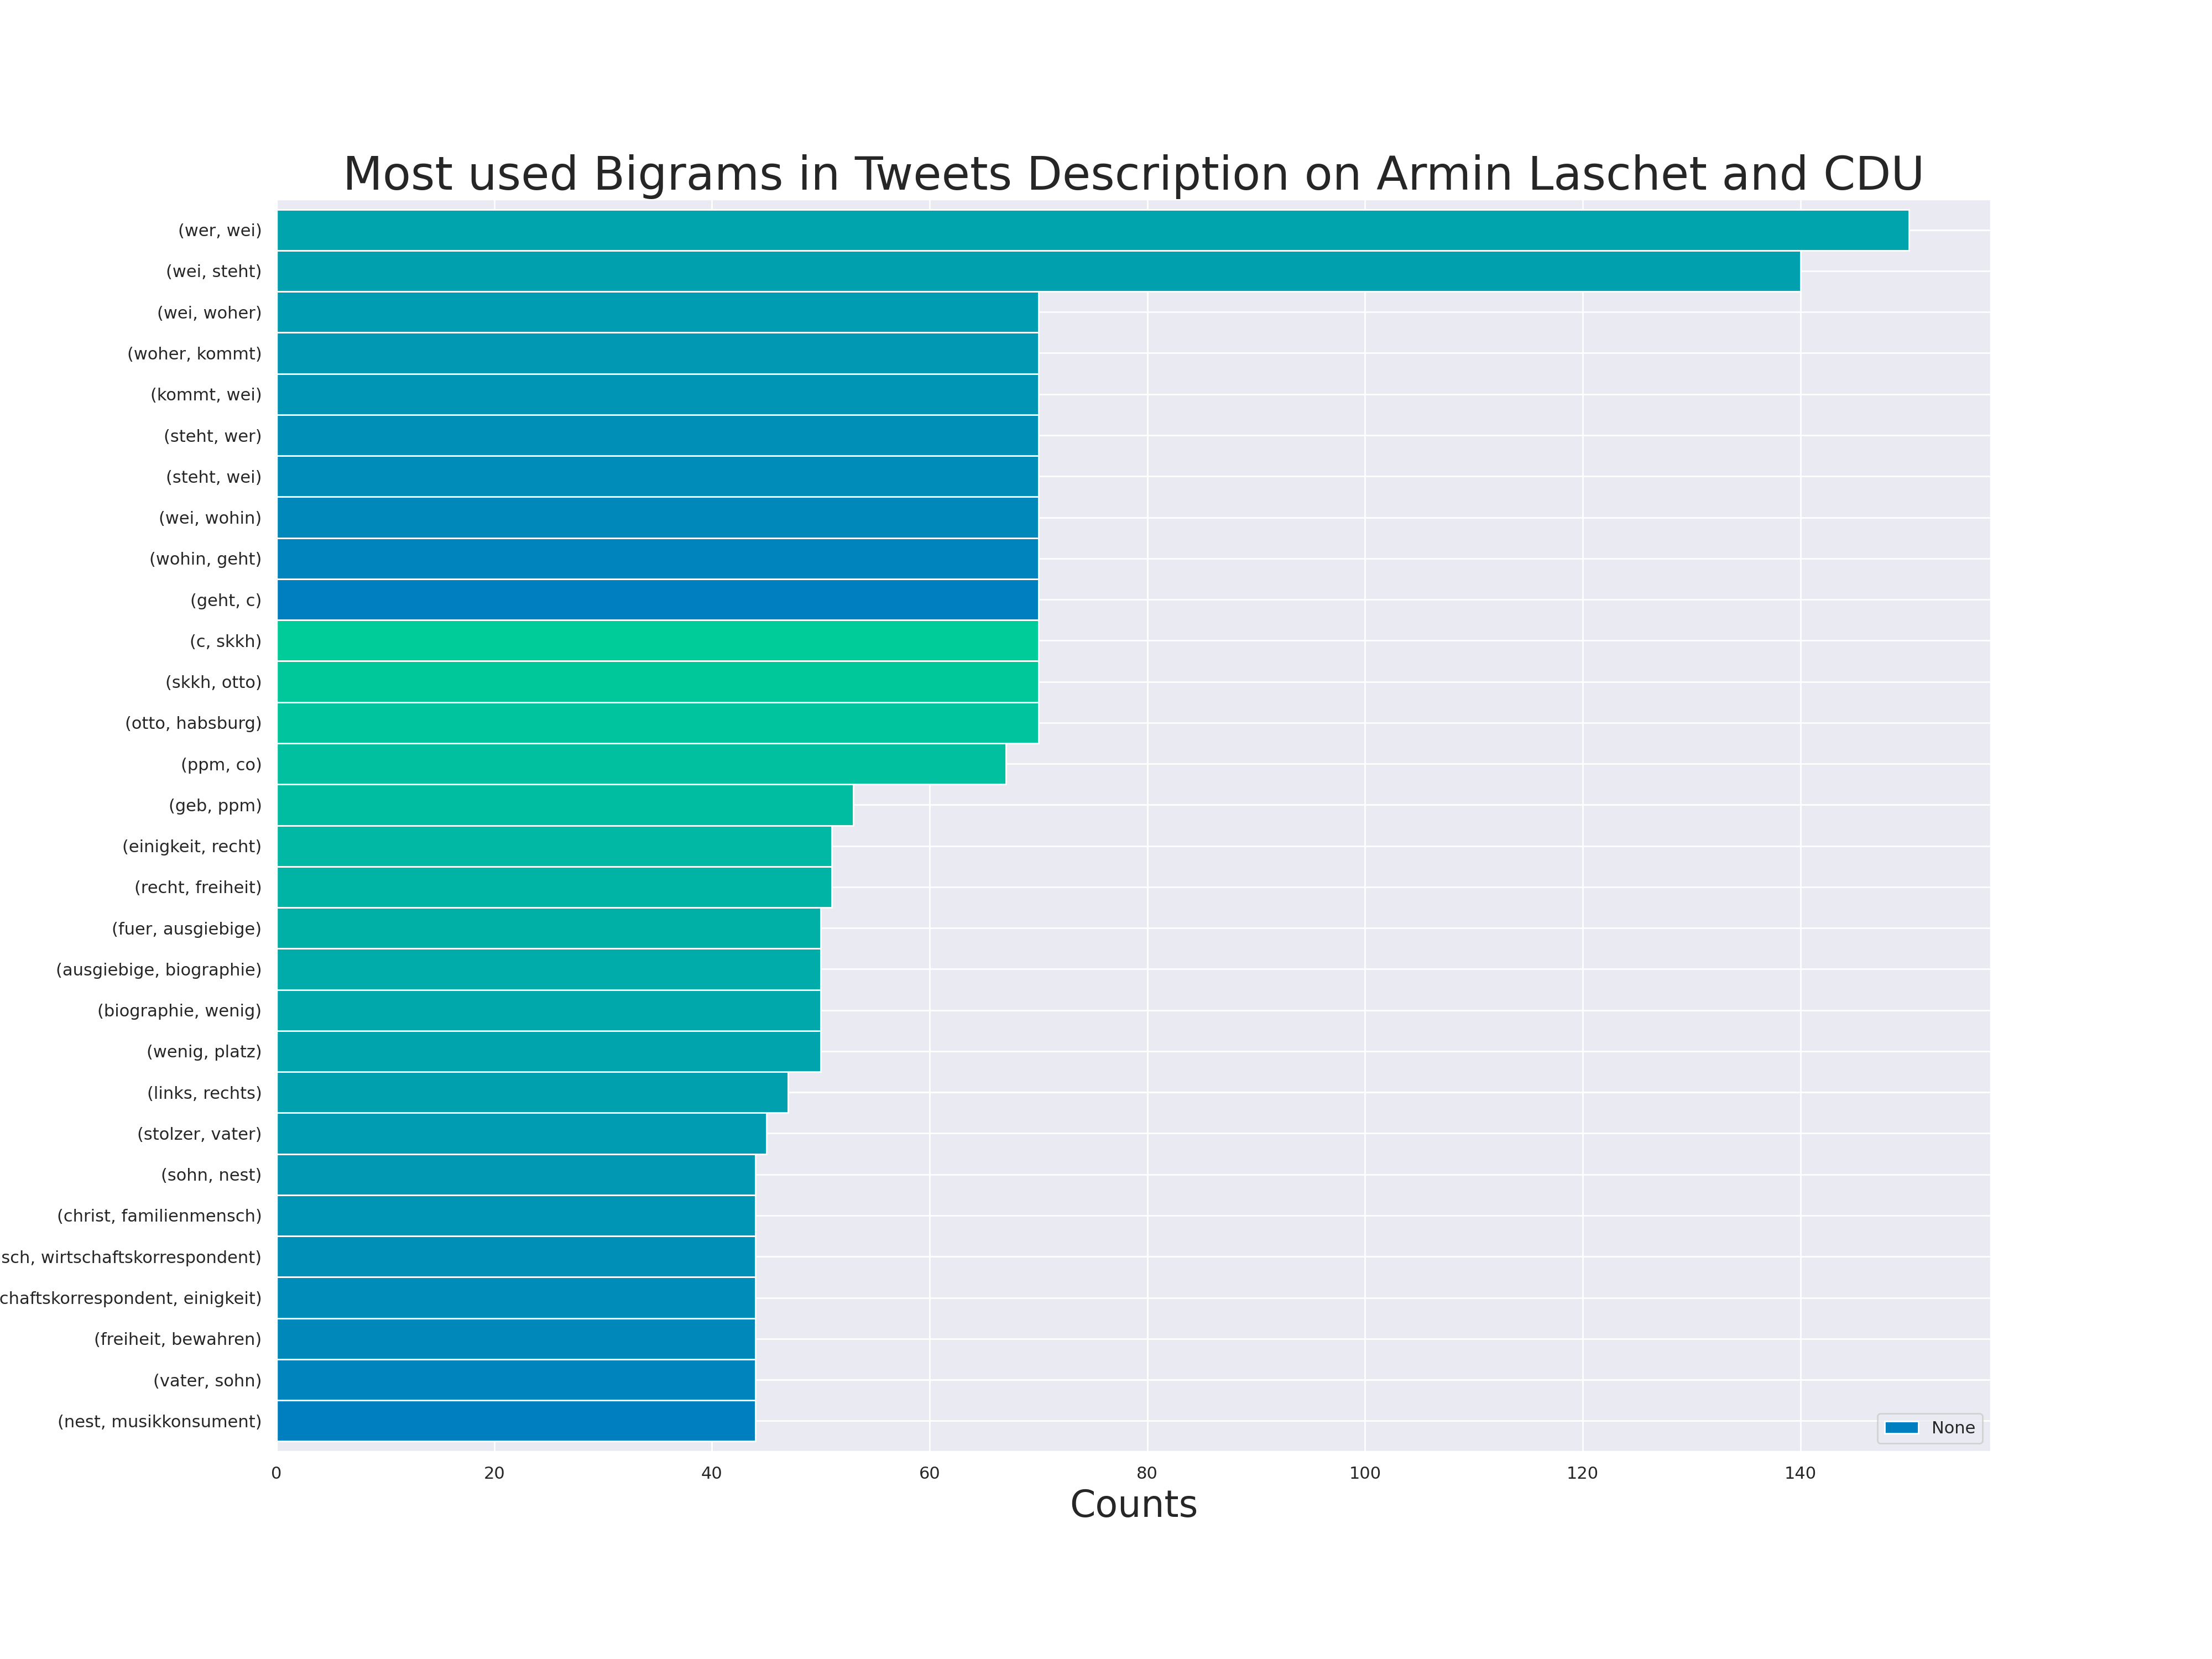 Most used Bigrams in Tweets Description on Armin Laschet and CDU
(wer, wei)
(wei, steht)
(wei, woher)
(woher, kommt)
(kommt, wei)
(steht, wer)
(steht, wei)
(wei, wohin)
(wohin, geht)
(geht, c)
(c, skkh)
(skkh, otto)
(otto, habsburg)
(ppm, co)
(geb, ppm)
(einigkeit, recht)
(recht, freiheit)
(fuer, ausgiebige)
(ausgiebige, biographie)
(biographie, wenig)
(wenig, platz)
(links, rechts)
(stolzer, vater)
(sohn, nest)
(christ, familienmensch)
sch, wirtschaftskorrespondent)
chaftskorrespondent, einigkeit)
(freiheit, bewahren)
(vater, sohn)
(nest, musikkonsument)
None
0 20 40 60 80 100 120 140
Counts